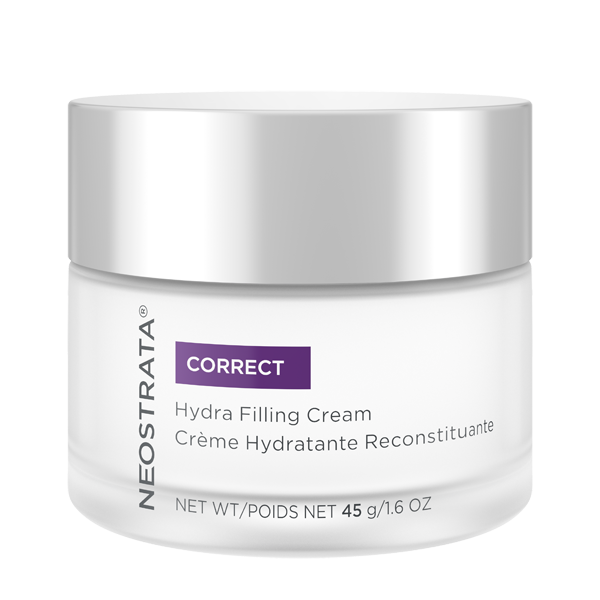 NEOSTRATA®
CORRECT
Hydra Filling Cream
Crème Hydratante Reconstituante
NET WT/POIDS NET 45 g/1.6 OZ